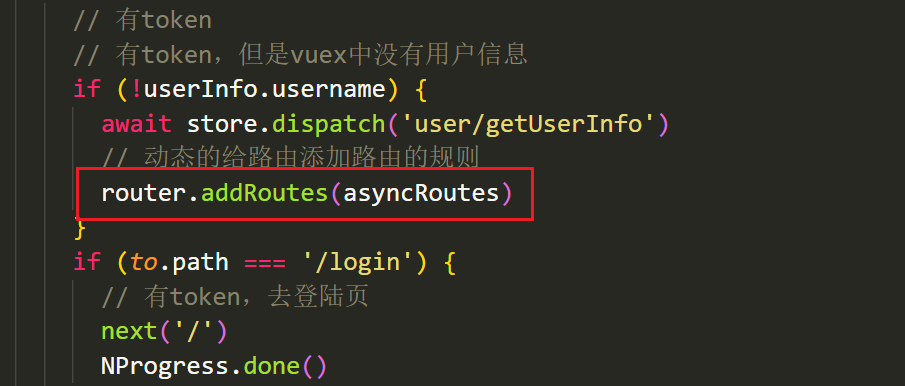 // 有token
// 有token，但是vuex中没有用户信息
if (!userInfo.username) {
await store.dispatch('user/getUserInfo')
// 动态的给路由添加路由的规则
router.addRoutes(asyncRoutes)
}
if (to.path === '/login') {
// 有token，去登陆页
next('/')
NProgress.done()